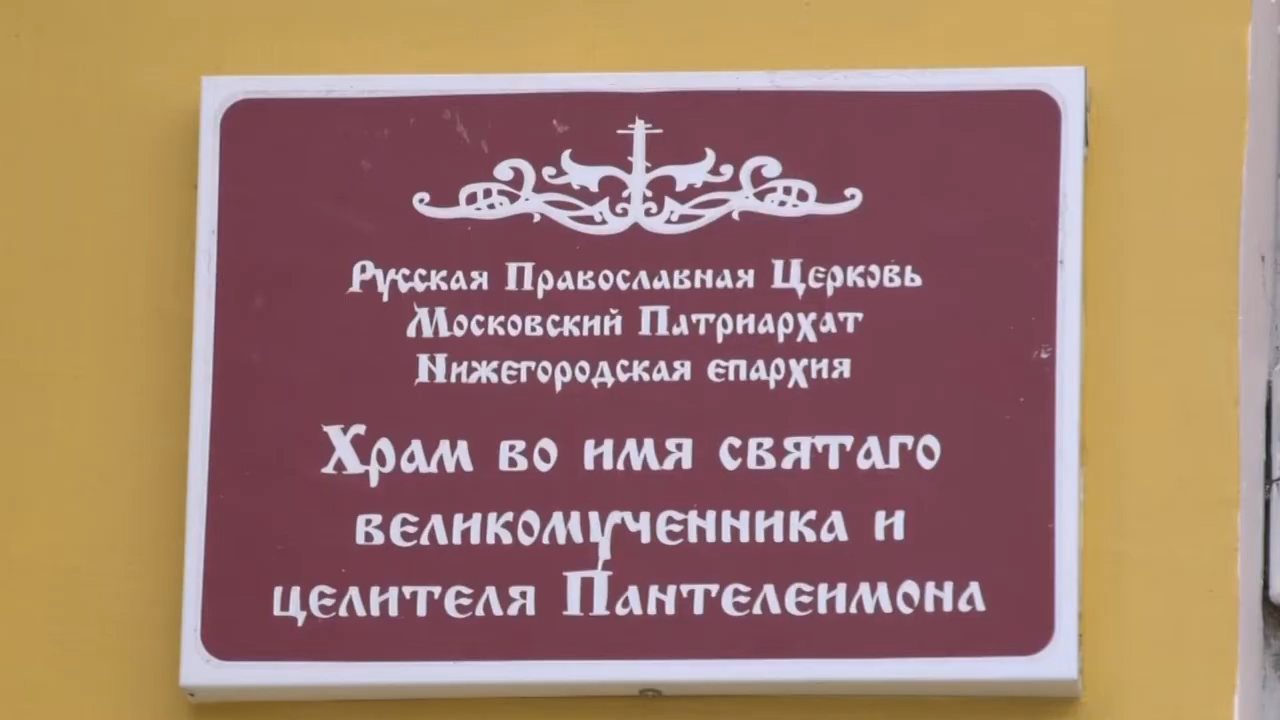 Русская Православная Церковь
Московский Патриархат
Нижегородская епархия
Храм во имя святаго
великомученника и
целителя Пантелеимона